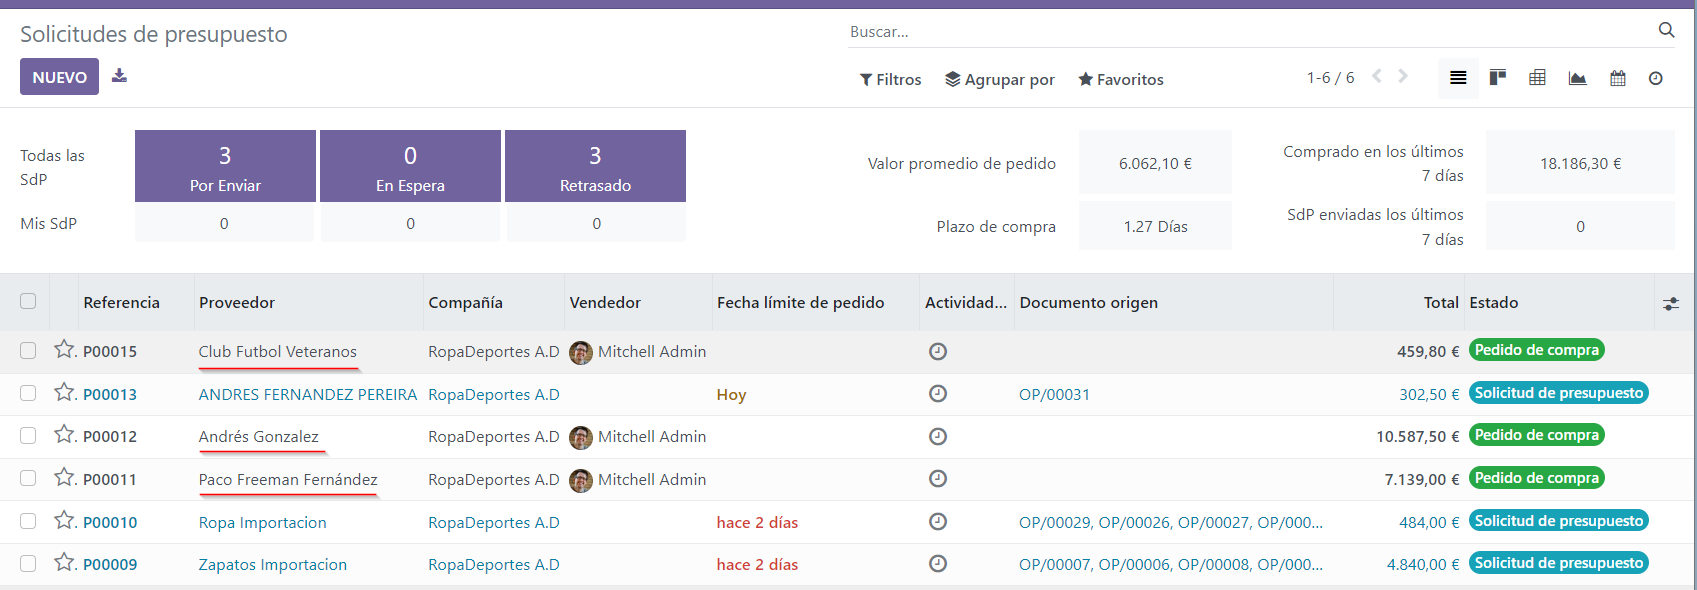 Solicitudes de presupuesto
Buscar...
NUEVO
Filtros Agrupar por Favoritos 1-6 / 6
Todas las SdP
3 Por Enviar
0 En Espera
3 Retrasado
Mis SdP 0 0 0
Valor promedio de pedido 6.062,10 €
Comprado en los últimos 7 días 18.186,30 €
Plazo de compra 1.27 Días
SdP enviadas los últimos 7 días 0
Referencia Proveedor Compañía Vendedor Fecha límite de pedido Actividad... Documento origen Total Estado
P00015 Club Futbol Veteranos RopaDeportes A.D Mitchell Admin 459,80 € Pedido de compra
P00013 ANDRES FERNANDEZ PEREIRA RopaDeportes A.D Hoy OP/00031 302,50 € Solicitud de presupuesto
P00012 Andrés Gonzalez RopaDeportes A.D Mitchell Admin 10.587,50 € Pedido de compra
P00011 Paco Freeman Fernández RopaDeportes A.D Mitchell Admin 7.139,00 € Pedido de compra
P00010 Ropa Importacion RopaDeportes A.D hace 2 días OP/00029, OP/00026, OP/00027, OP/000... 484,00 € Solicitud de presupuesto
P00009 Zapatos Importacion RopaDeportes A.D hace 2 días OP/00007, OP/00006, OP/00008, OP/000... 4.840,00 € Solicitud de presupuesto